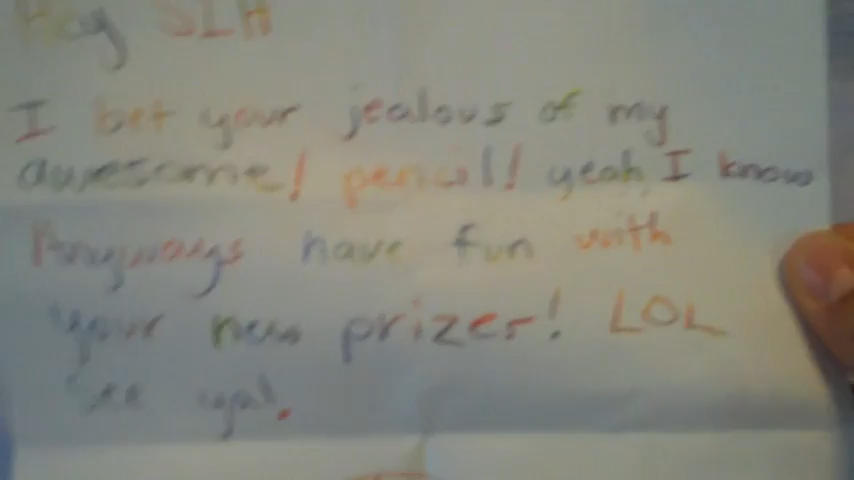 Hey SLH
I bet your jealous of my
awesome! pencil! yeah I know
Anyways have fun with
your new prizer! LOL
See ya!.